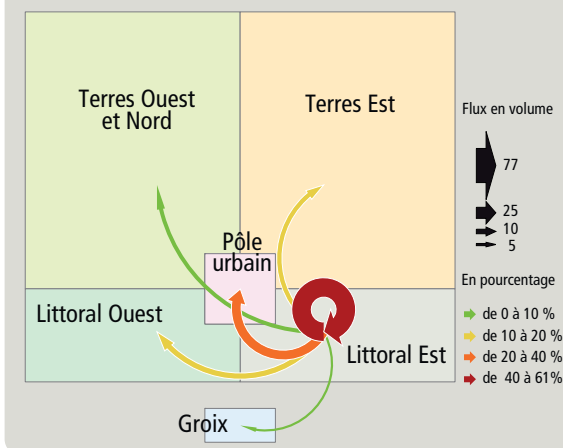 Terres Ouest
et Nord
Terres Est
Pôle
urbain
Littoral Ouest
Littoral Est
Groix
Flux en volume
77
25
10
5
En pourcentage
de 0 à 10 %
de 10 à 20 %
de 20 à 40 %
de 40 à 61%